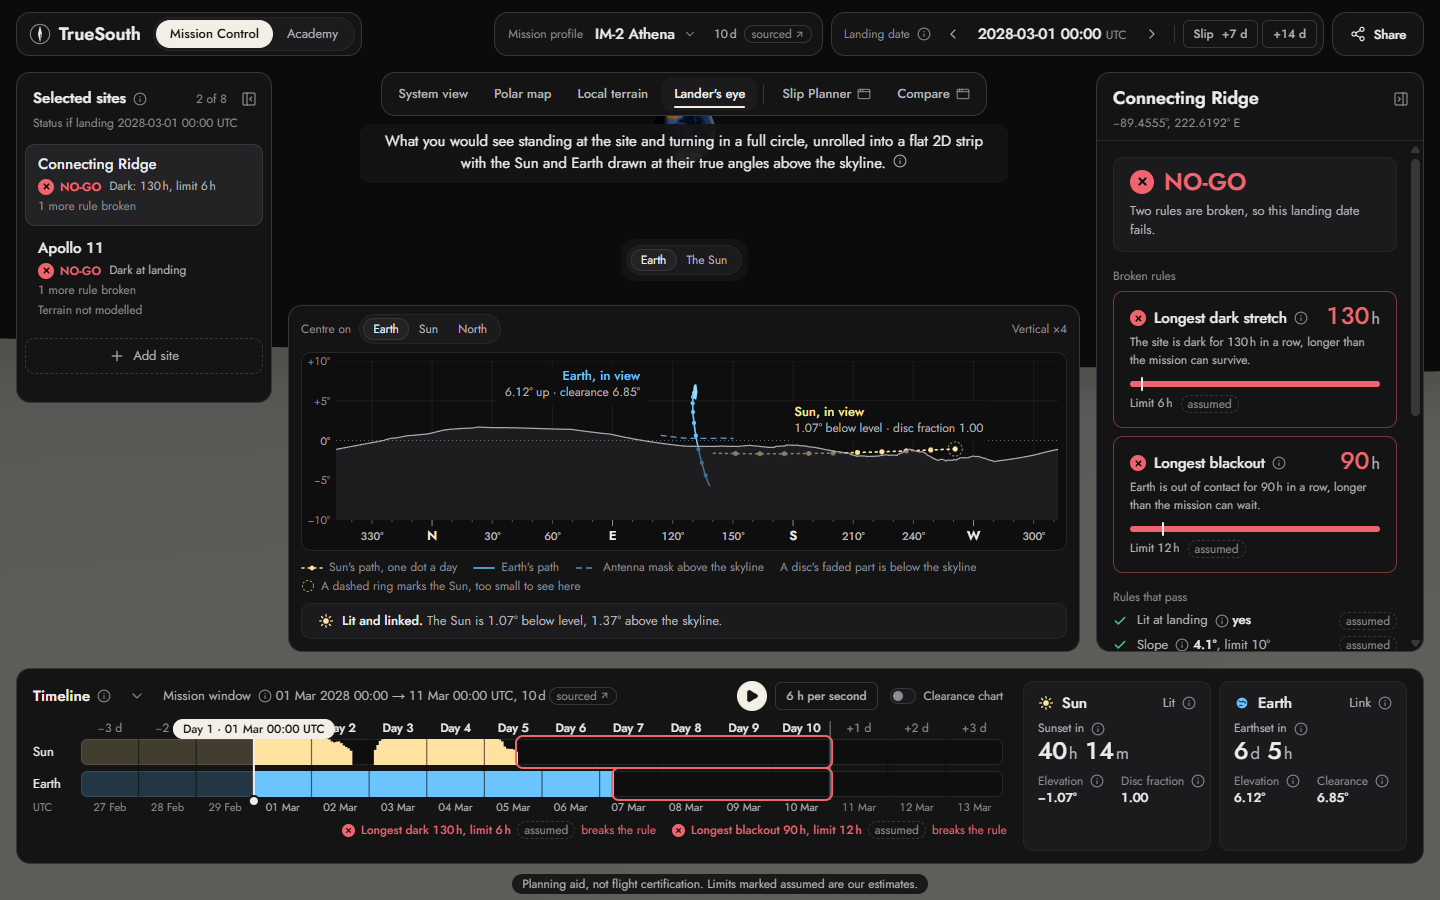 TrueSouth
Mission Control
Academy
Mission profile IM-2 Athena 10 d sourced ↗
Landing date 2028-03-01 00:00 UTC
Slip +7 d +14 d
Share
Selected sites 2 of 8
Status if landing 2028-03-01 00:00 UTC
Connecting Ridge
NO-GO Dark: 130 h, limit 6 h
1 more rule broken
Apollo 11
NO-GO Dark at landing
1 more rule broken
Terrain not modelled
+ Add site
System view Polar map Local terrain Lander's eye Slip Planner Compare
What you would see standing at the site and turning in a full circle, unrolled into a flat 2D strip
with the Sun and Earth drawn at their true angles above the skyline.
Earth The Sun
Centre on Earth Sun North Vertical ×4
+10°
+5°
0°
−5°
−10°
Earth, in view
6.12° up · clearance 6.85°
Sun, in view
1.07° below level · disc fraction 1.00
330° N 30° 60° E 120° 150° S 210° 240° W 300°
Sun's path, one dot a day Earth's path Antenna mask above the skyline A disc's faded part is below the skyline
A dashed ring marks the Sun, too small to see here
Lit and linked. The Sun is 1.07° below level, 1.37° above the skyline.
Connecting Ridge
−89.4555°, 222.6192° E
NO-GO
Two rules are broken, so this landing date
fails.
Broken rules
Longest dark stretch 130 h
The site is dark for 130 h in a row, longer than
the mission can survive.
Limit 6 h assumed
Longest blackout 90 h
Earth is out of contact for 90 h in a row, longer
than the mission can wait.
Limit 12 h assumed
Rules that pass
Lit at landing yes assumed
Slope 4.1°, limit 10° assumed
Timeline Mission window 01 Mar 2028 00:00 → 11 Mar 00:00 UTC, 10 d sourced ↗
6 h per second Clearance chart
−3 d −2 Day 1 · 01 Mar 00:00 UTC ay 2 Day 3 Day 4 Day 5 Day 6 Day 7 Day 8 Day 9 Day 10 +1 d +2 d +3 d
Sun
Earth
UTC 27 Feb 28 Feb 29 Feb 01 Mar 02 Mar 03 Mar 04 Mar 05 Mar 06 Mar 07 Mar 08 Mar 09 Mar 10 Mar 11 Mar 12 Mar 13 Mar
Longest dark 130 h, limit 6 h assumed breaks the rule Longest blackout 90 h, limit 12 h assumed breaks the rule
Sun Lit
Sunset in
40 h 14 m
Elevation Disc fraction
−1.07° 1.00
Earth Link
Earthset in
6 d 5 h
Elevation Clearance
6.12° 6.85°
Planning aid, not flight certification. Limits marked assumed are our estimates.